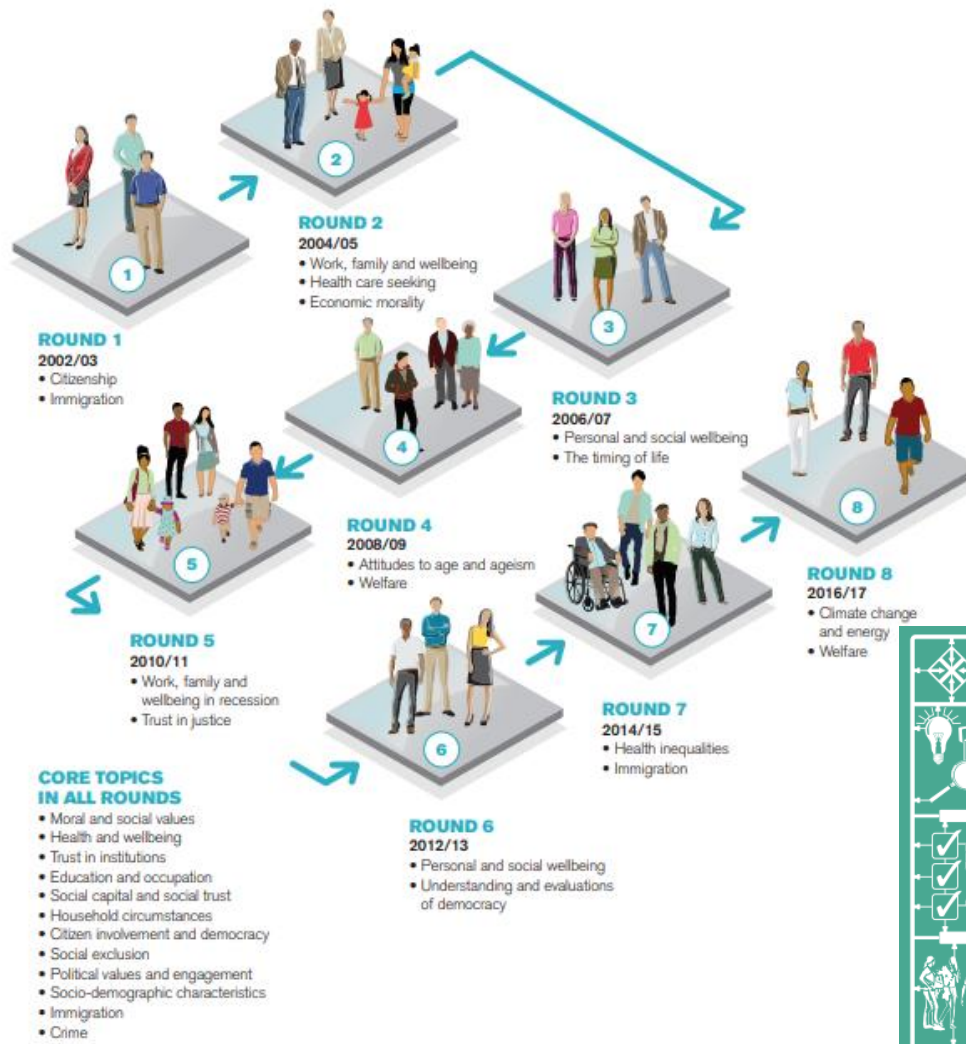 1
ROUND 1
2002/03
• Citizenship
• Immigration
2
ROUND 2
2004/05
• Work, family and wellbeing
• Health care seeking
• Economic morality
3
ROUND 3
2006/07
• Personal and social wellbeing
• The timing of life
4
ROUND 4
2008/09
• Attitudes to age and ageism
• Welfare
5
ROUND 5
2010/11
• Work, family and
wellbeing in recession
• Trust in justice
6
ROUND 6
2012/13
• Personal and social wellbeing
• Understanding and evaluations
of democracy
7
ROUND 7
2014/15
• Health inequalities
• Immigration
8
ROUND 8
2016/17
• Climate change
and energy
• Welfare
CORE TOPICS
IN ALL ROUNDS
• Moral and social values
• Health and wellbeing
• Trust in institutions
• Education and occupation
• Social capital and social trust
• Household circumstances
• Citizen involvement and democracy
• Social exclusion
• Political values and engagement
• Socio-demographic characteristics
• Immigration
• Crime